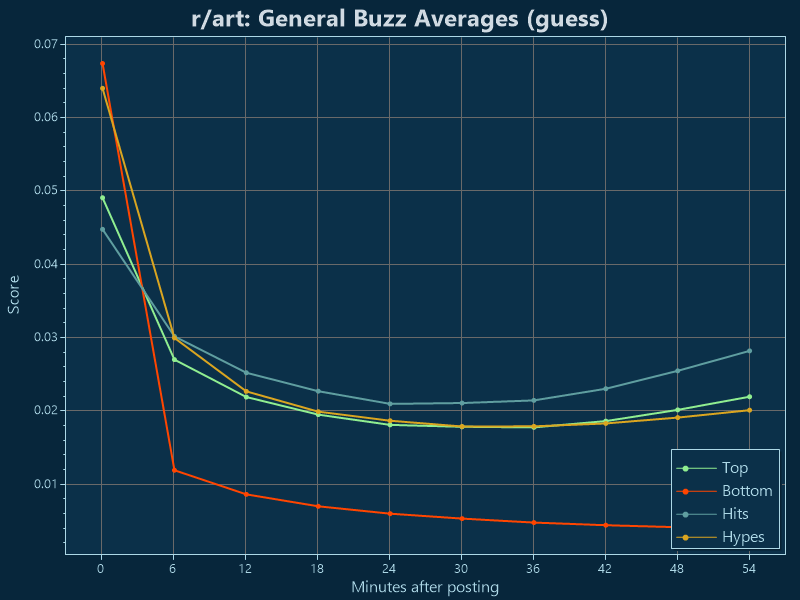 r/art: General Buzz Averages (guess)
0.07
0.06
0.05
0.04
0.03
0.02
0.01
Score
0 6 12 18 24 30 36 42 48 54
Minutes after posting
Top
Bottom
Hits
Hypes